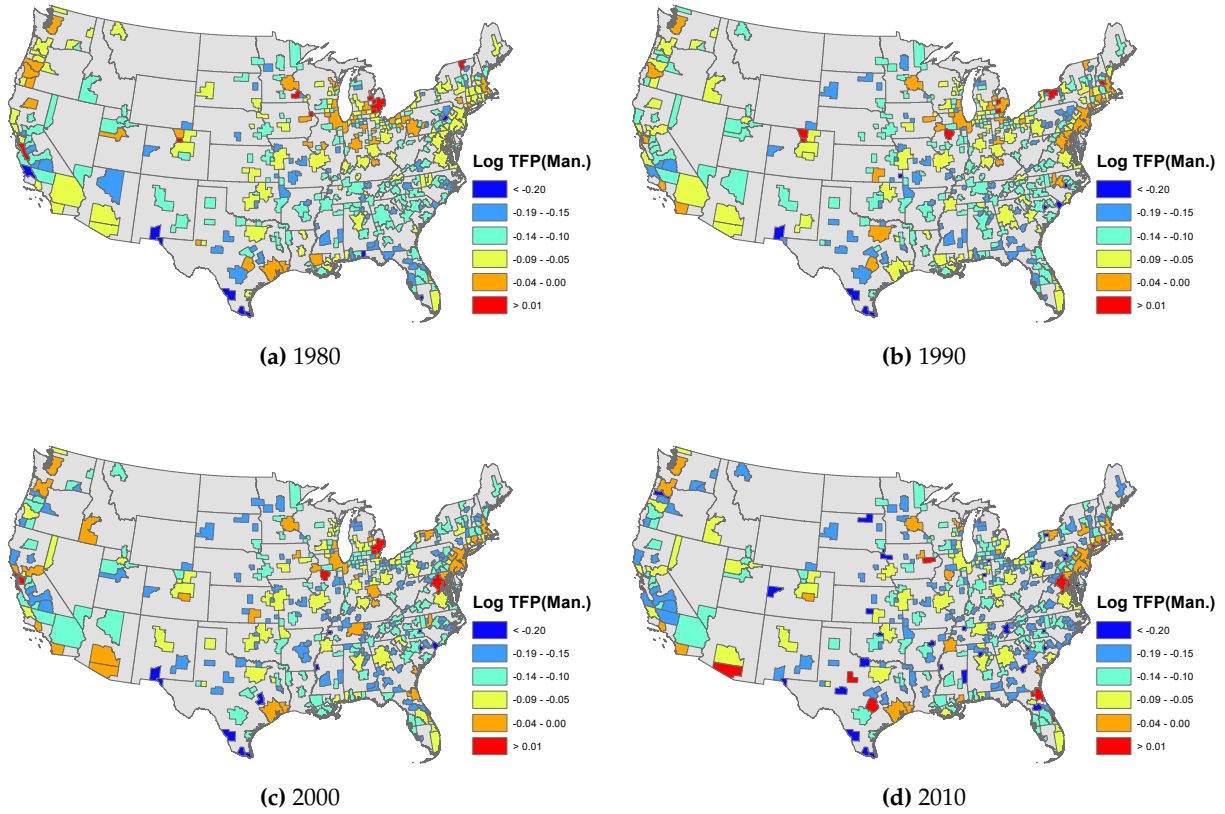 Log TFP(Man.)
< -0.20
-0.19 - -0.15
-0.14 - -0.10
-0.09 - -0.05
-0.04 - 0.00
> 0.01
(a) 1980
Log TFP(Man.)
< -0.20
-0.19 - -0.15
-0.14 - -0.10
-0.09 - -0.05
-0.04 - 0.00
> 0.01
(b) 1990
Log TFP(Man.)
< -0.20
-0.19 - -0.15
-0.14 - -0.10
-0.09 - -0.05
-0.04 - 0.00
> 0.01
(c) 2000
Log TFP(Man.)
< -0.20
-0.19 - -0.15
-0.14 - -0.10
-0.09 - -0.05
-0.04 - 0.00
> 0.01
(d) 2010